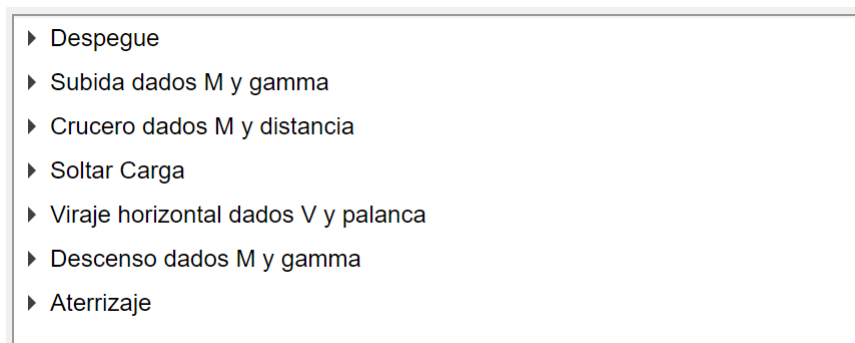 Despegue
Subida dados M y gamma
Crucero dados M y distancia
Soltar Carga
Viraje horizontal dados V y palanca
Descenso dados M y gamma
Aterrizaje